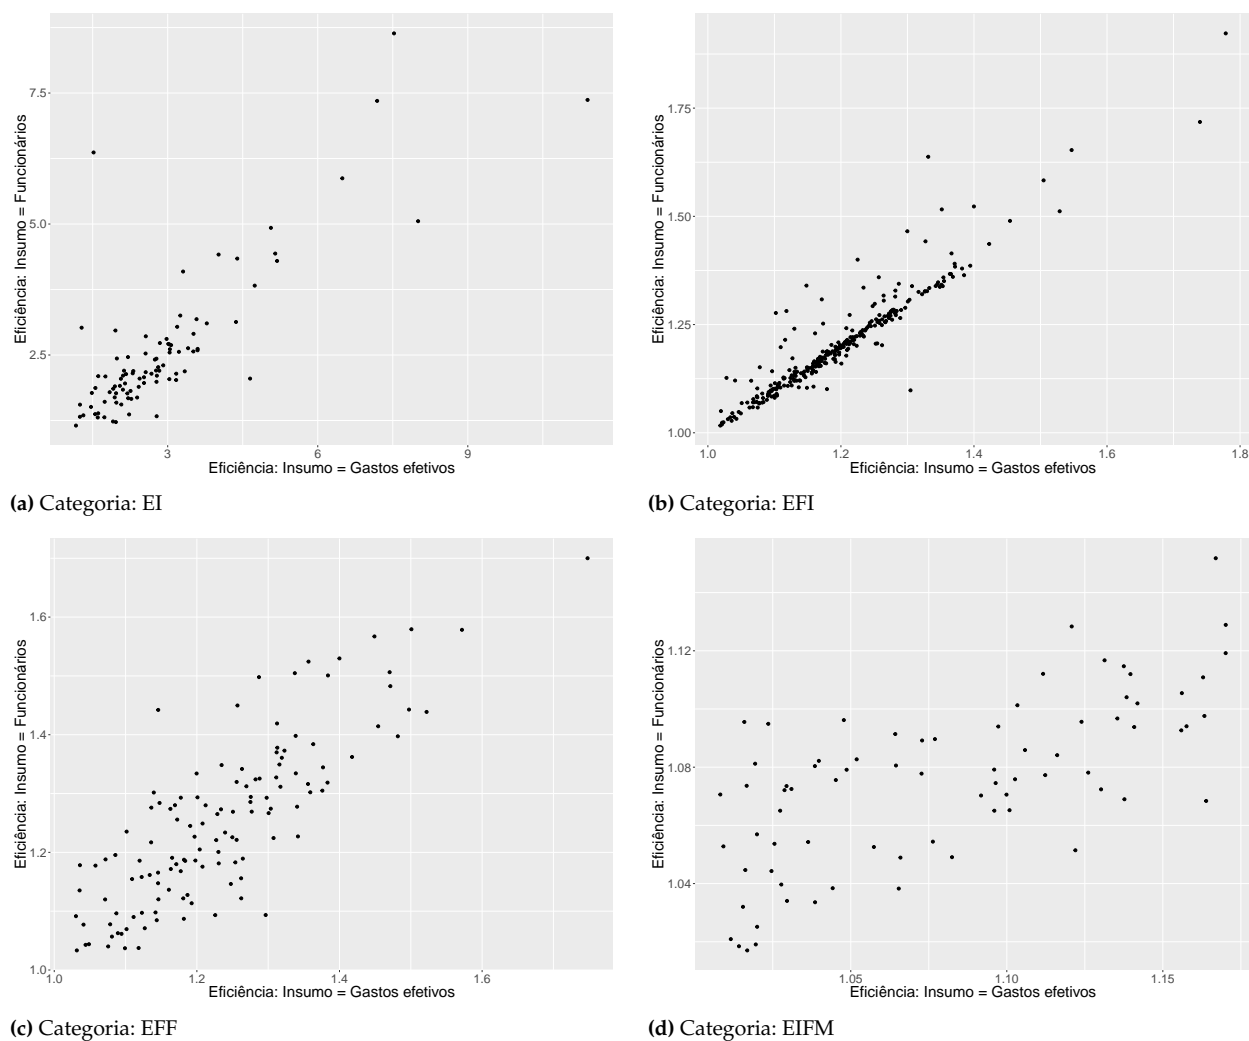 7.5
5.0
2.5
3
6
9
Eficiência: Insumo = Funcionários
Eficiência: Insumo = Gastos efetivos
(a) Categoria: EI
1.75
1.50
1.25
1.00
1.0
1.2
1.4
1.6
1.8
Eficiência: Insumo = Funcionários
Eficiência: Insumo = Gastos efetivos
(b) Categoria: EFI
1.6
1.4
1.2
1.0
1.0
1.2
1.4
1.6
Eficiência: Insumo = Funcionários
Eficiência: Insumo = Gastos efetivos
(c) Categoria: EFF
1.12
1.08
1.04
1.05
1.10
1.15
Eficiência: Insumo = Funcionários
Eficiência: Insumo = Gastos efetivos
(d) Categoria: EIFM